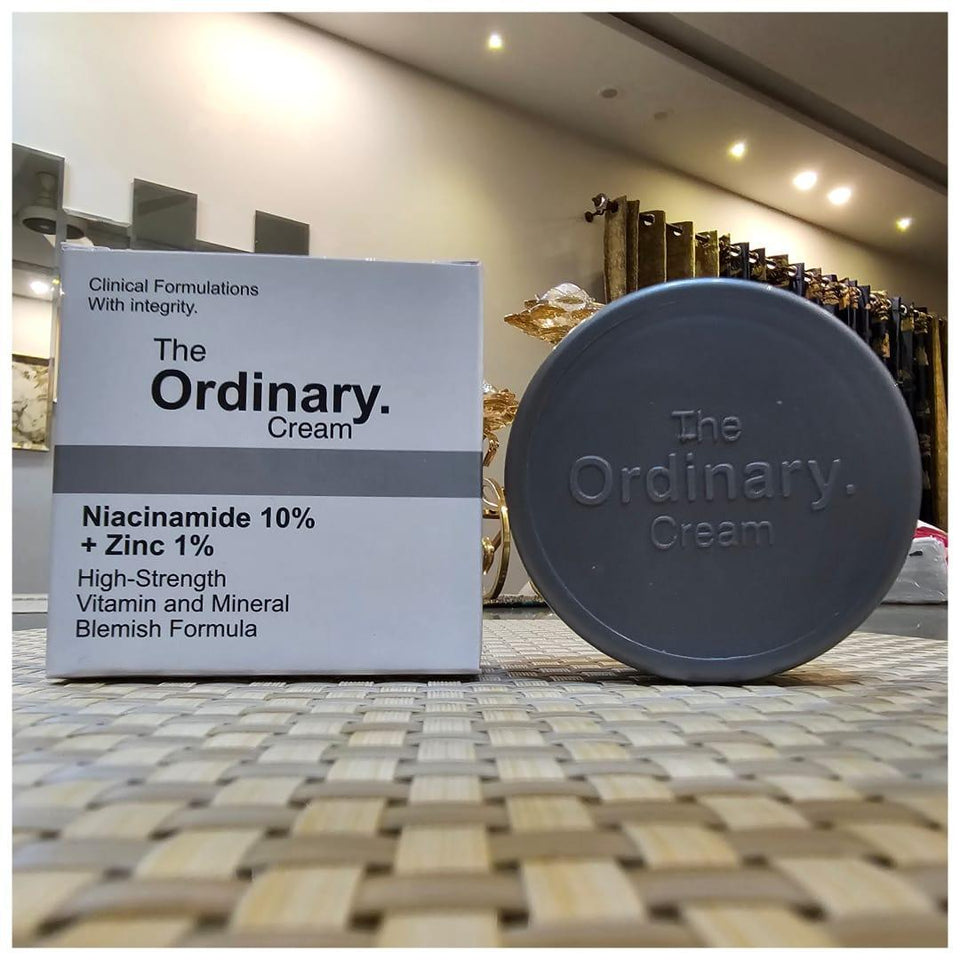 Clinical Formulations
With integrity.
The
Ordinary.
Cream
Niacinamide 10%
+ Zinc 1%
High-Strength
Vitamin and Mineral
Blemish Formula
The
Ordinary.
Cream